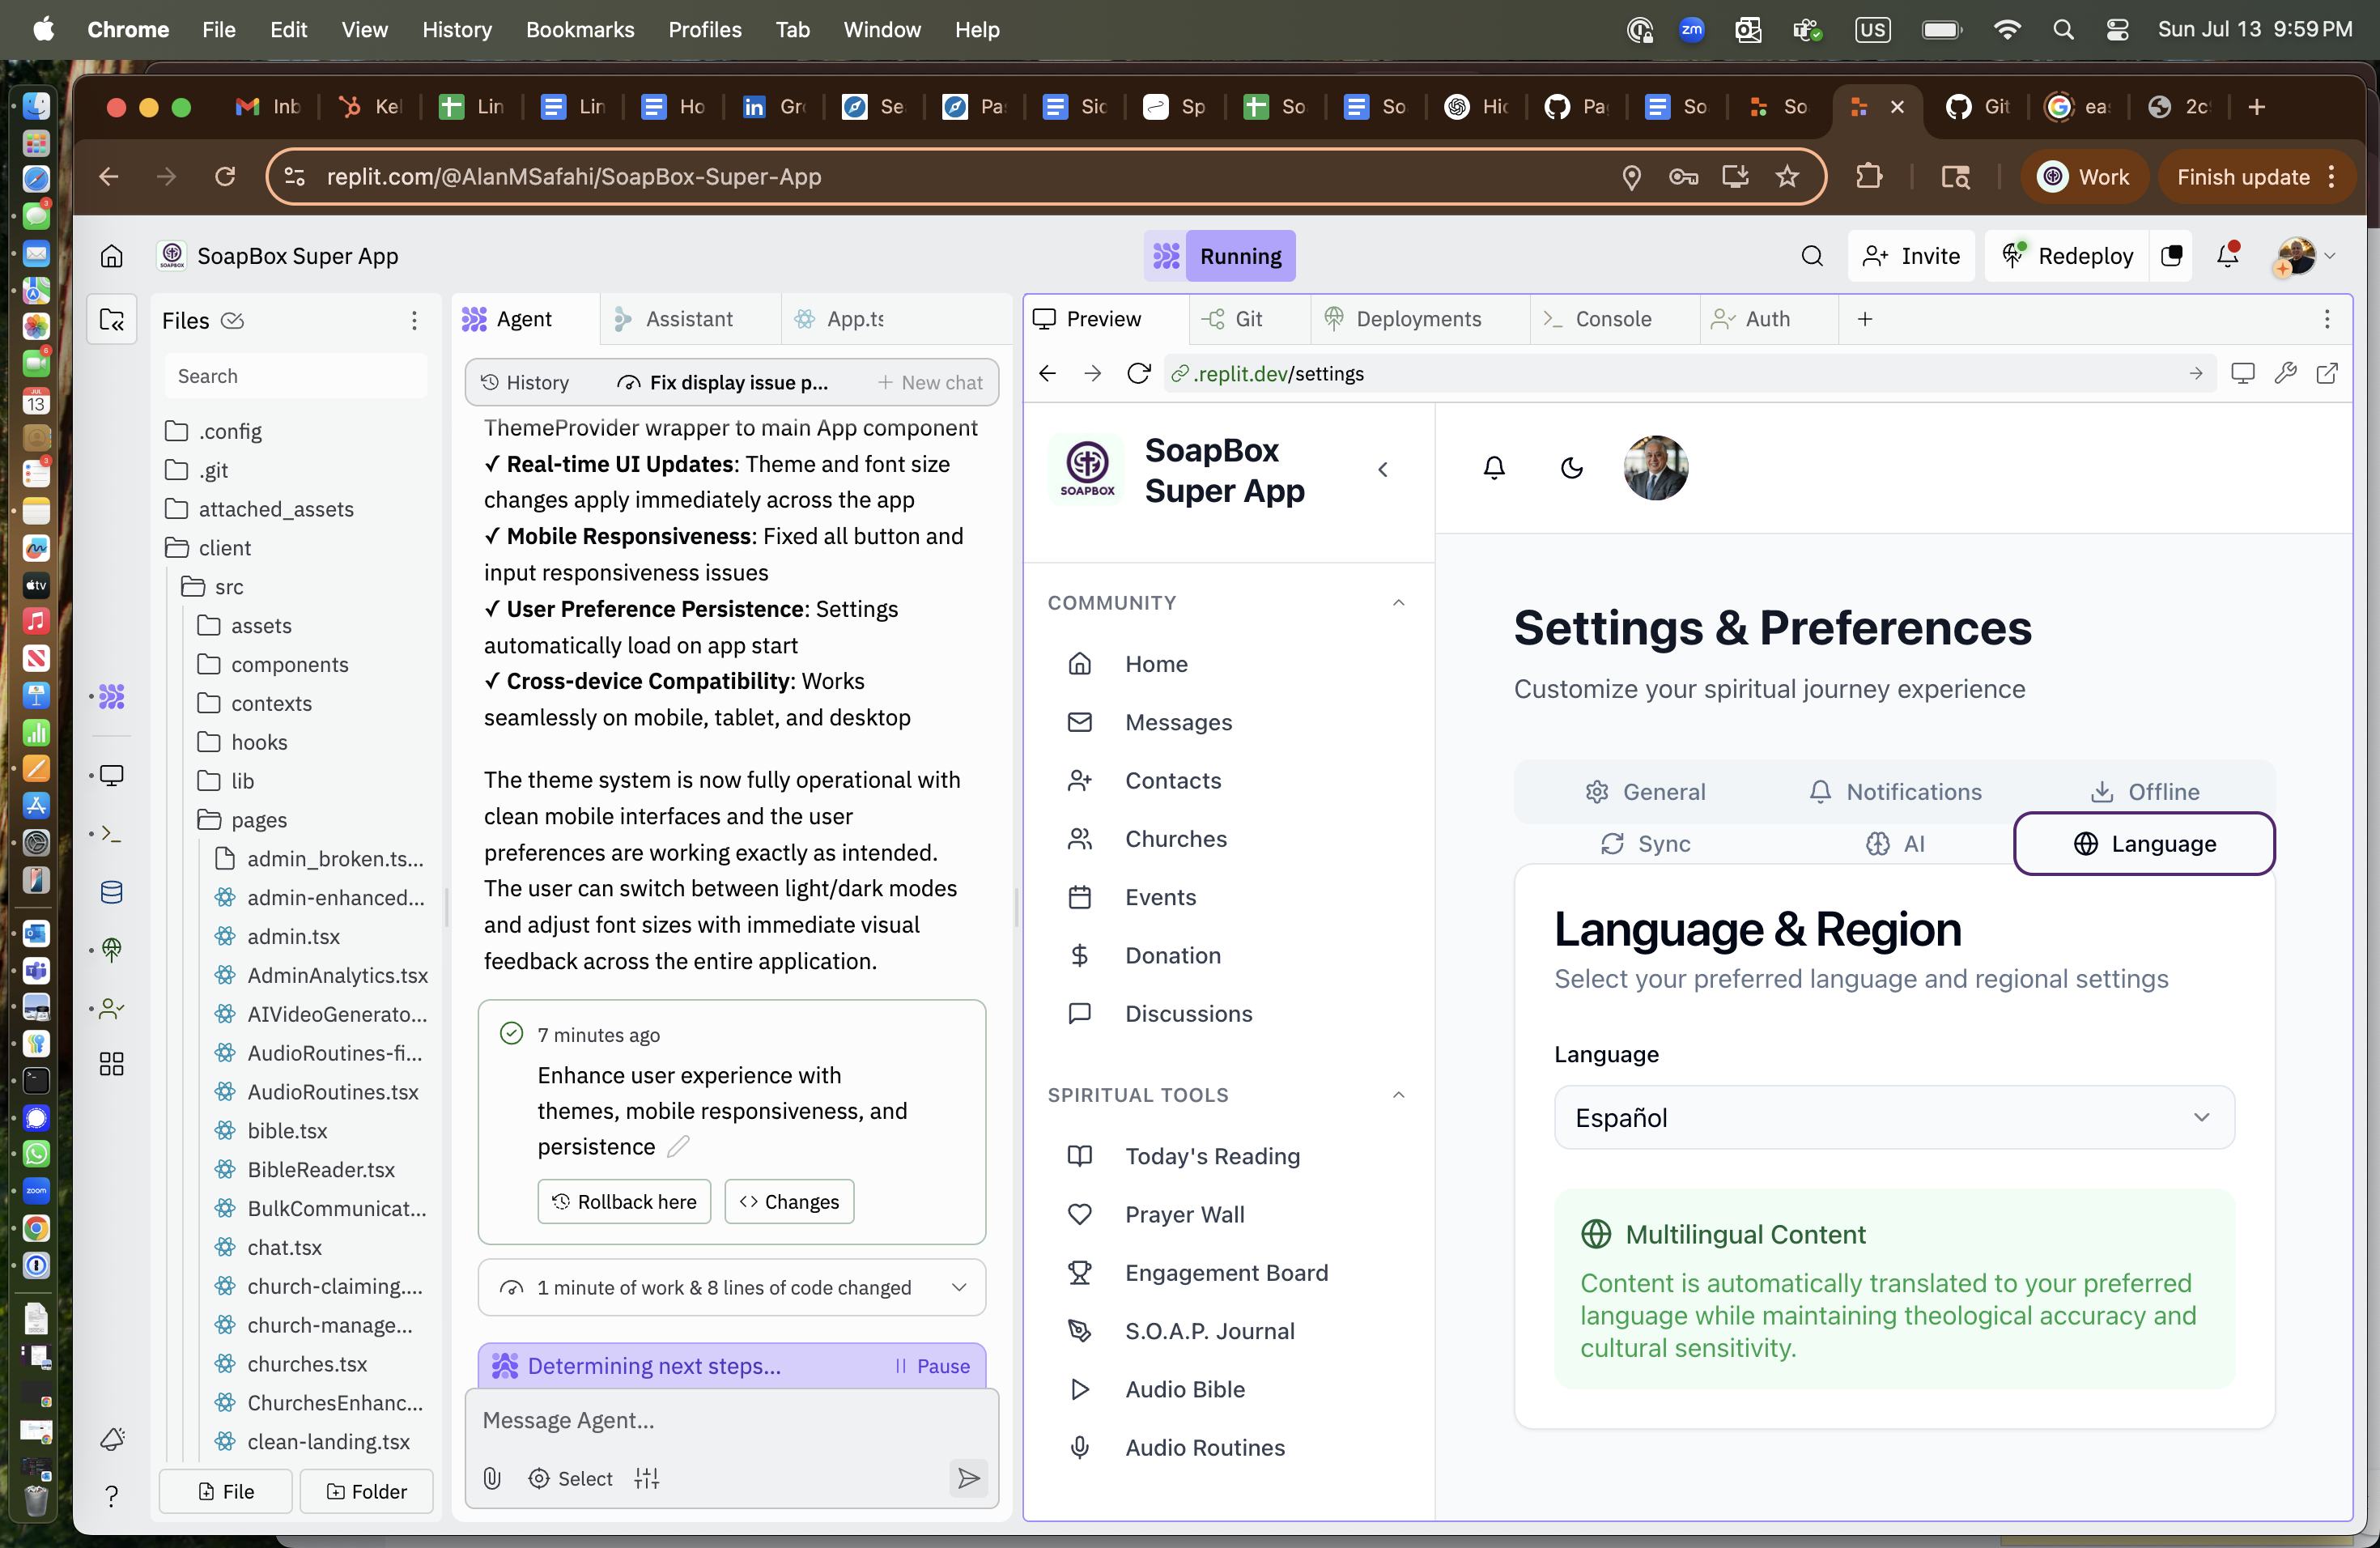 Chrome File Edit View History Bookmarks Profiles Tab Window Help
zm
US
Sun Jul 13 9:59 PM
Inb
Kel
Lin
Lin
Ho
Gr
Se
Pa
Sic
Sp
So
So
Hic
Pa
So
So
Git
eas
2c
replit.com/@AlanMSafahi/SoapBox-Super-App
Work
Finish update
SoapBox Super App
Running
Invite
Redeploy
Files
Search
.config
.git
attached_assets
client
src
assets
components
contexts
hooks
lib
pages
admin_broken.ts...
admin-enhanced...
admin.tsx
AdminAnalytics.tsx
AIVideoGenerato...
AudioRoutines-fi...
AudioRoutines.tsx
bible.tsx
BibleReader.tsx
BulkCommunicat...
chat.tsx
church-claiming....
church-manage...
churches.tsx
ChurchesEnhanc...
clean-landing.tsx
File
Folder
Agent
Assistant
App.ts
History
Fix display issue p...
New chat
ThemeProvider wrapper to main App component
✓ Real-time UI Updates: Theme and font size
changes apply immediately across the app
✓ Mobile Responsiveness: Fixed all button and
input responsiveness issues
✓ User Preference Persistence: Settings
automatically load on app start
✓ Cross-device Compatibility: Works
seamlessly on mobile, tablet, and desktop
The theme system is now fully operational with
clean mobile interfaces and the user
preferences are working exactly as intended.
The user can switch between light/dark modes
and adjust font sizes with immediate visual
feedback across the entire application.
7 minutes ago
Enhance user experience with
themes, mobile responsiveness, and
persistence
Rollback here
Changes
1 minute of work & 8 lines of code changed
Determining next steps...
Pause
Message Agent...
Select
Preview
Git
Deployments
Console
Auth
.replit.dev/settings
SOAPBOX
SoapBox
Super App
COMMUNITY
Home
Messages
Contacts
Churches
Events
Donation
Discussions
SPIRITUAL TOOLS
Today's Reading
Prayer Wall
Engagement Board
S.O.A.P. Journal
Audio Bible
Audio Routines
Settings & Preferences
Customize your spiritual journey experience
General
Notifications
Offline
Sync
AI
Language
Language & Region
Select your preferred language and regional settings
Language
Español
Multilingual Content
Content is automatically translated to your preferred
language while maintaining theological accuracy and
cultural sensitivity.